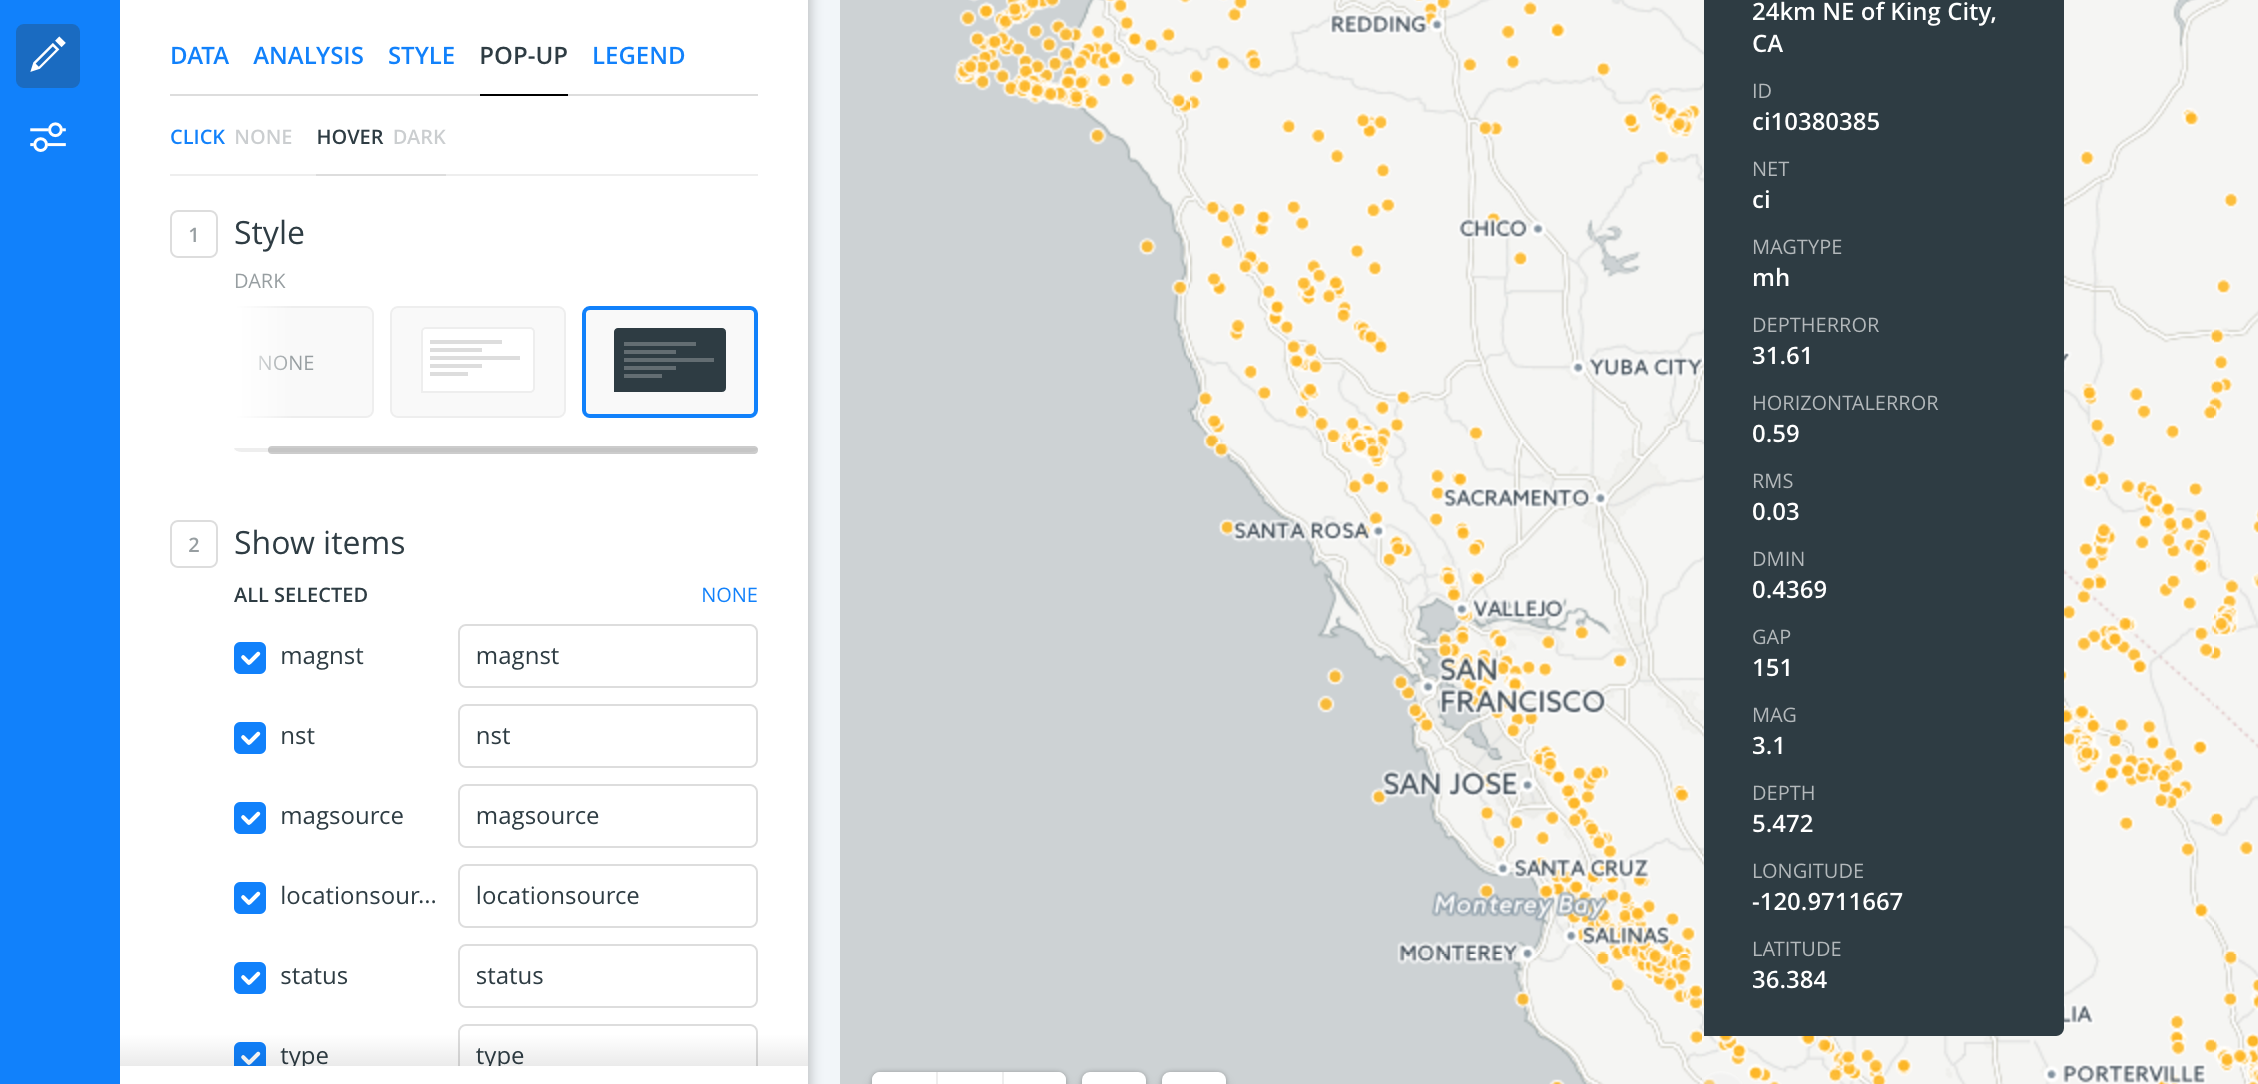 DATA ANALYSIS STYLE POP-UP LEGEND
CLICK NONE HOVER DARK
1 Style
DARK
NONE
2 Show items
ALL SELECTED NONE
magnst magnst
nst nst
magsource magsource
locationsour... locationsource
status status
type type
REDDING
CHICO
YUBA CITY
SACRAMENTO
SANTA ROSA
VALLEJO
SAN
FRANCISCO
SAN JOSE
SANTA CRUZ
Monterey Bay
SALINAS
MONTEREY
LIA
PORTERVILLE
24km NE of King City,
CA
ID
ci10380385
NET
ci
MAGTYPE
mh
DEPTHERROR
31.61
HORIZONTALERROR
0.59
RMS
0.03
DMIN
0.4369
GAP
151
MAG
3.1
DEPTH
5.472
LONGITUDE
-120.9711667
LATITUDE
36.384